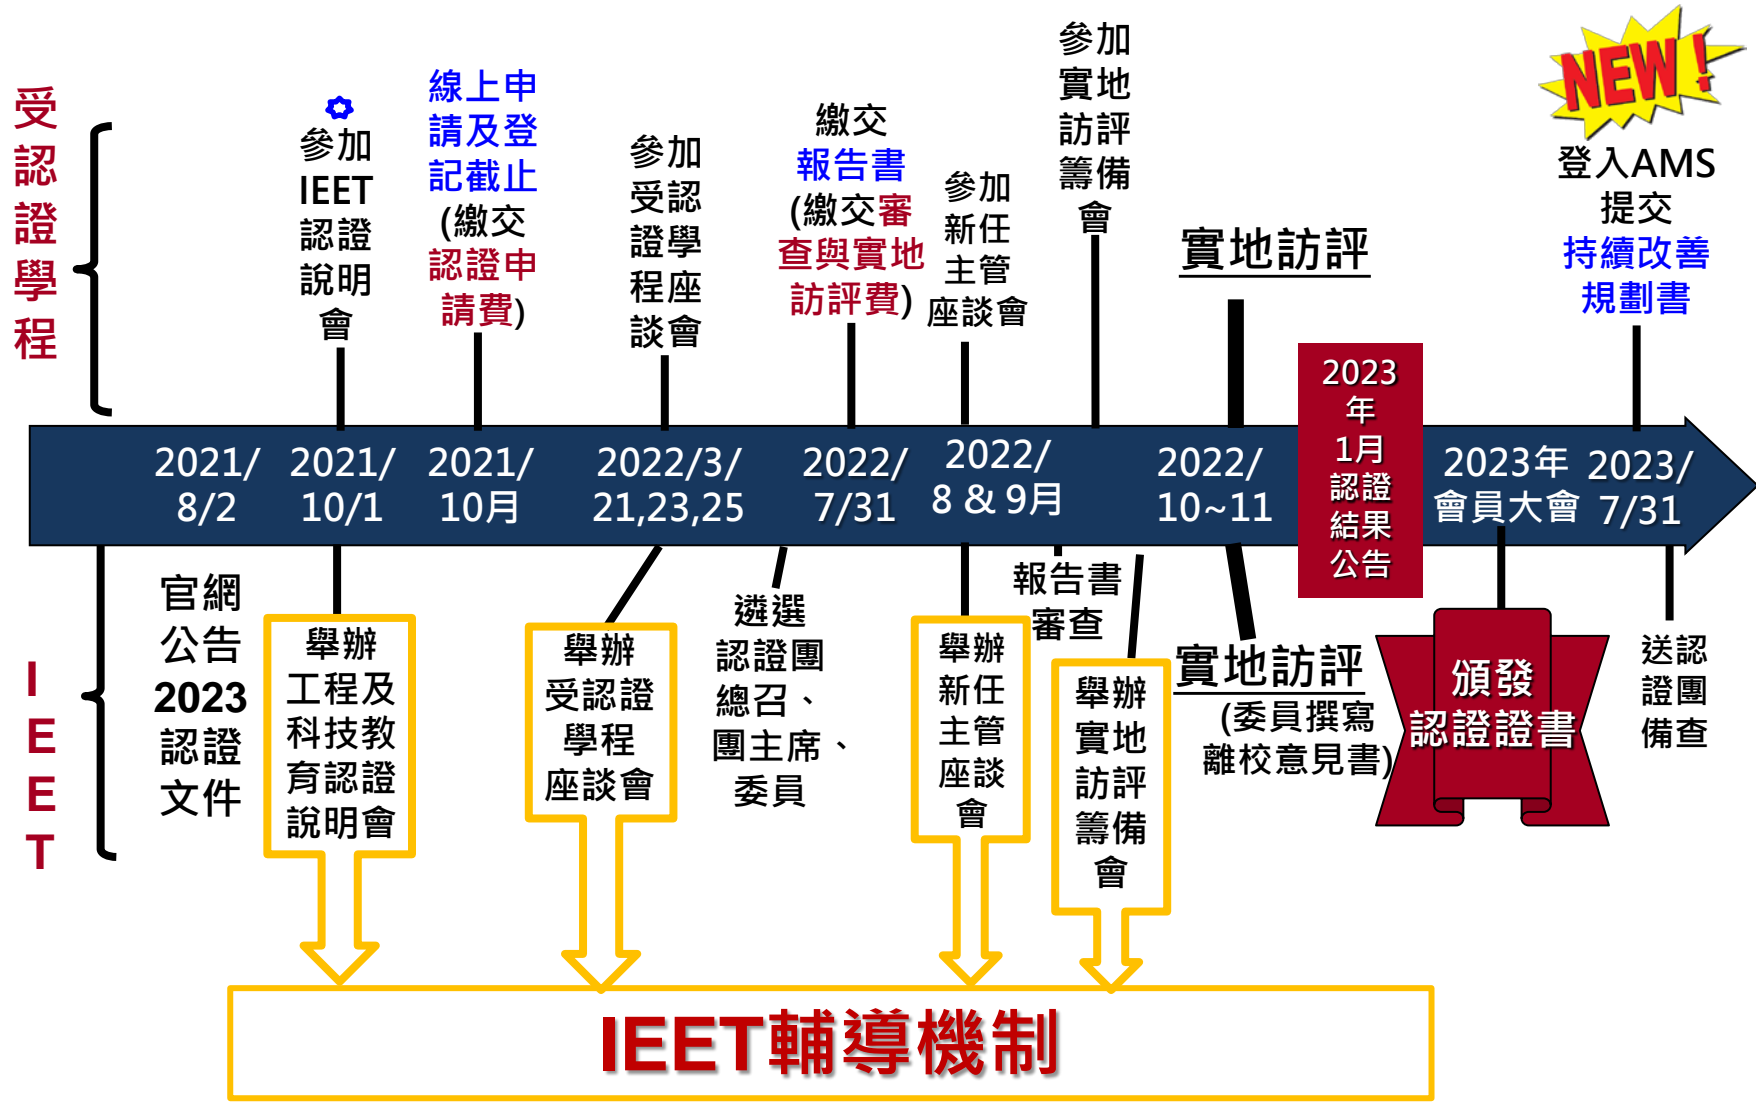 受
認
證
學
程
參加
IEET
認證
說明
會
線上申
請及登
記截止
(繳交
認證申
請費)
參加
受認
證學
程座
談會
繳交
報告書
(繳交審
查與實地
訪評費)
參加
新任
主管
座談會
參加
實地
訪評
籌備
會
實地訪評
NEW!
登入AMS
提交
持續改善
規劃書
2021/
8/2
2021/
10/1
2021/
10月
2022/3/
21,23,25
2022/
7/31
2022/
8 & 9月
2022/
10~11
2023
年
1月
認證
結果
公告
2023年
會員大會
2023/
7/31
I
E
E
T
官網
公告
2023
認證
文件
舉辦
工程及
科技教
育認證
說明會
舉辦
受認證
學程
座談會
遴選
認證團
總召、
團主席、
委員
舉辦
新任
主管
座談
會
報告書
審查
舉辦
實地
訪評
籌備
會
實地訪評
(委員撰寫
離校意見書)
頒發
認證證書
送認
證團
備查
IEET輔導機制